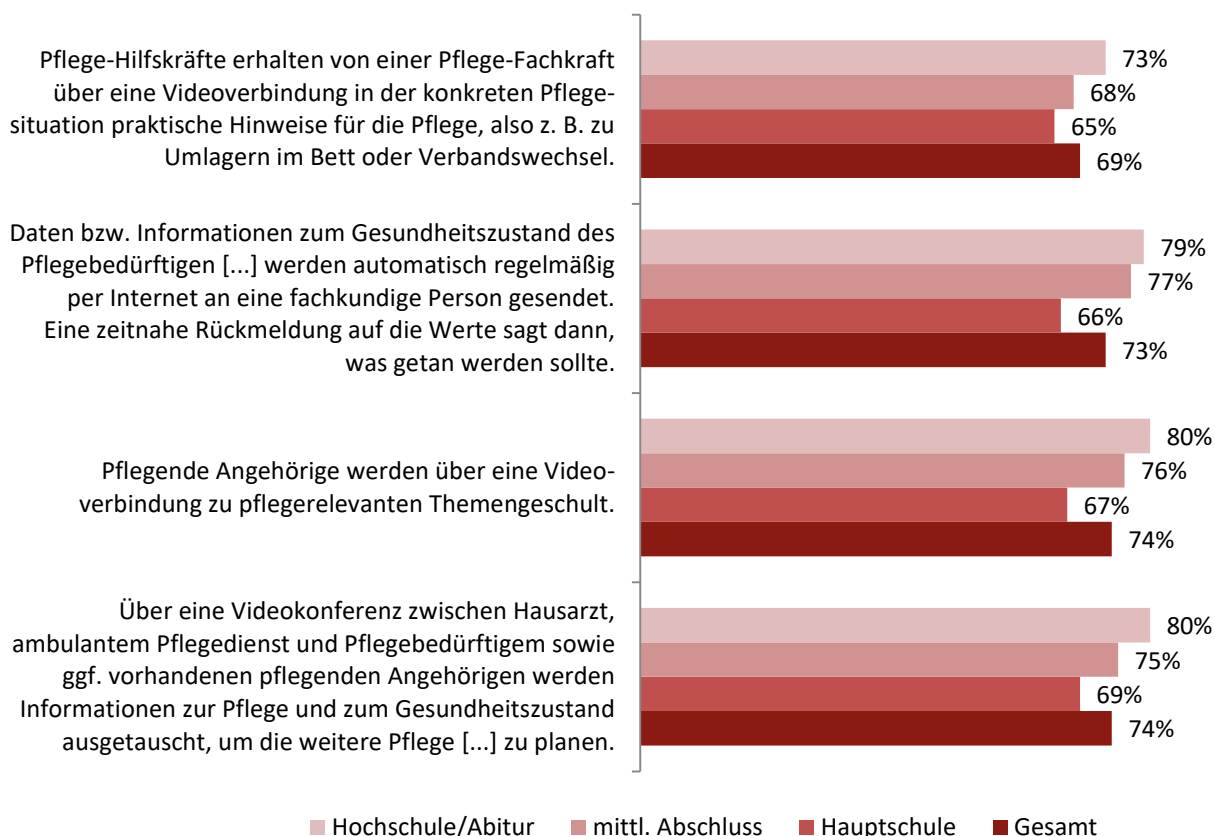 Pflege-Hilfskräfte erhalten von einer Pflege-Fachkraft
über eine Videoverbindung in der konkreten Pflege-
situation praktische Hinweise für die Pflege, also z. B. zu
Umlagern im Bett oder Verbandswechsel.
73%
68%
65%
69%
Daten bzw. Informationen zum Gesundheitszustand des
Pflegebedürftigen [...] werden automatisch regelmäßig
per Internet an eine fachkundige Person gesendet.
Eine zeitnahe Rückmeldung auf die Werte sagt dann,
was getan werden sollte.
79%
77%
66%
73%
Pflegende Angehörige werden über eine Video-
verbindung zu pflegerelevanten Themengeschult.
80%
76%
67%
74%
Über eine Videokonferenz zwischen Hausarzt,
ambulantem Pflegedienst und Pflegebedürftigem sowie
ggf. vorhandenen pflegenden Angehörigen werden
Informationen zur Pflege und zum Gesundheitszustand
ausgetauscht, um die weitere Pflege [...] zu planen.
80%
75%
69%
74%
Hochschule/Abitur mittl. Abschluss Hauptschule Gesamt